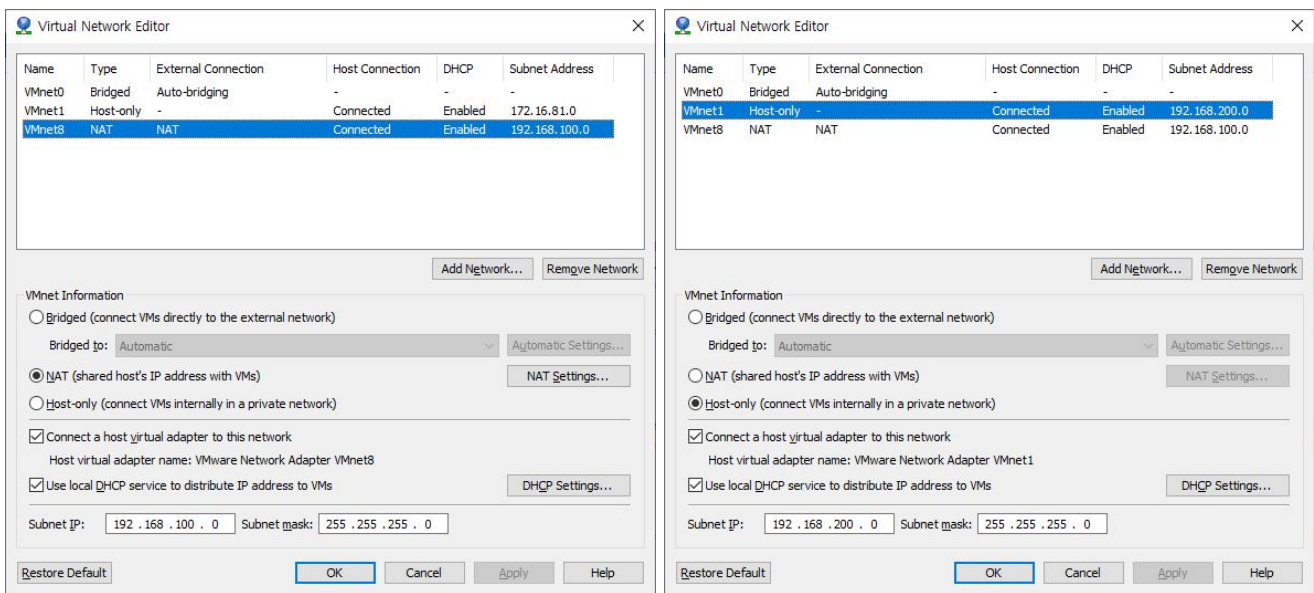 Virtual Network Editor
Name Type External Connection Host Connection DHCP Subnet Address
VMnet0 Bridged Auto-bridging - - -
VMnet1 Host-only - Connected Enabled 172.16.81.0
VMnet8 NAT NAT Connected Enabled 192.168.100.0
Add Network... Remove Network
VMnet Information
Bridged (connect VMs directly to the external network)
Bridged to: Automatic Automatic Settings...
NAT (shared host's IP address with VMs) NAT Settings...
Host-only (connect VMs internally in a private network)
Connect a host virtual adapter to this network
Host virtual adapter name: VMware Network Adapter VMnet8
Use local DHCP service to distribute IP address to VMs DHCP Settings...
Subnet IP: 192 . 168 . 100 . 0 Subnet mask: 255 . 255 . 255 . 0
Restore Default OK Cancel Apply Help
Virtual Network Editor
Name Type External Connection Host Connection DHCP Subnet Address
VMnet0 Bridged Auto-bridging - - -
VMnet1 Host-only - Connected Enabled 192.168.200.0
VMnet8 NAT NAT Connected Enabled 192.168.100.0
Add Network... Remove Network
VMnet Information
Bridged (connect VMs directly to the external network)
Bridged to: Automatic Automatic Settings...
NAT (shared host's IP address with VMs) NAT Settings...
Host-only (connect VMs internally in a private network)
Connect a host virtual adapter to this network
Host virtual adapter name: VMware Network Adapter VMnet1
Use local DHCP service to distribute IP address to VMs DHCP Settings...
Subnet IP: 192 . 168 . 200 . 0 Subnet mask: 255 . 255 . 255 . 0
Restore Default OK Cancel Apply Help